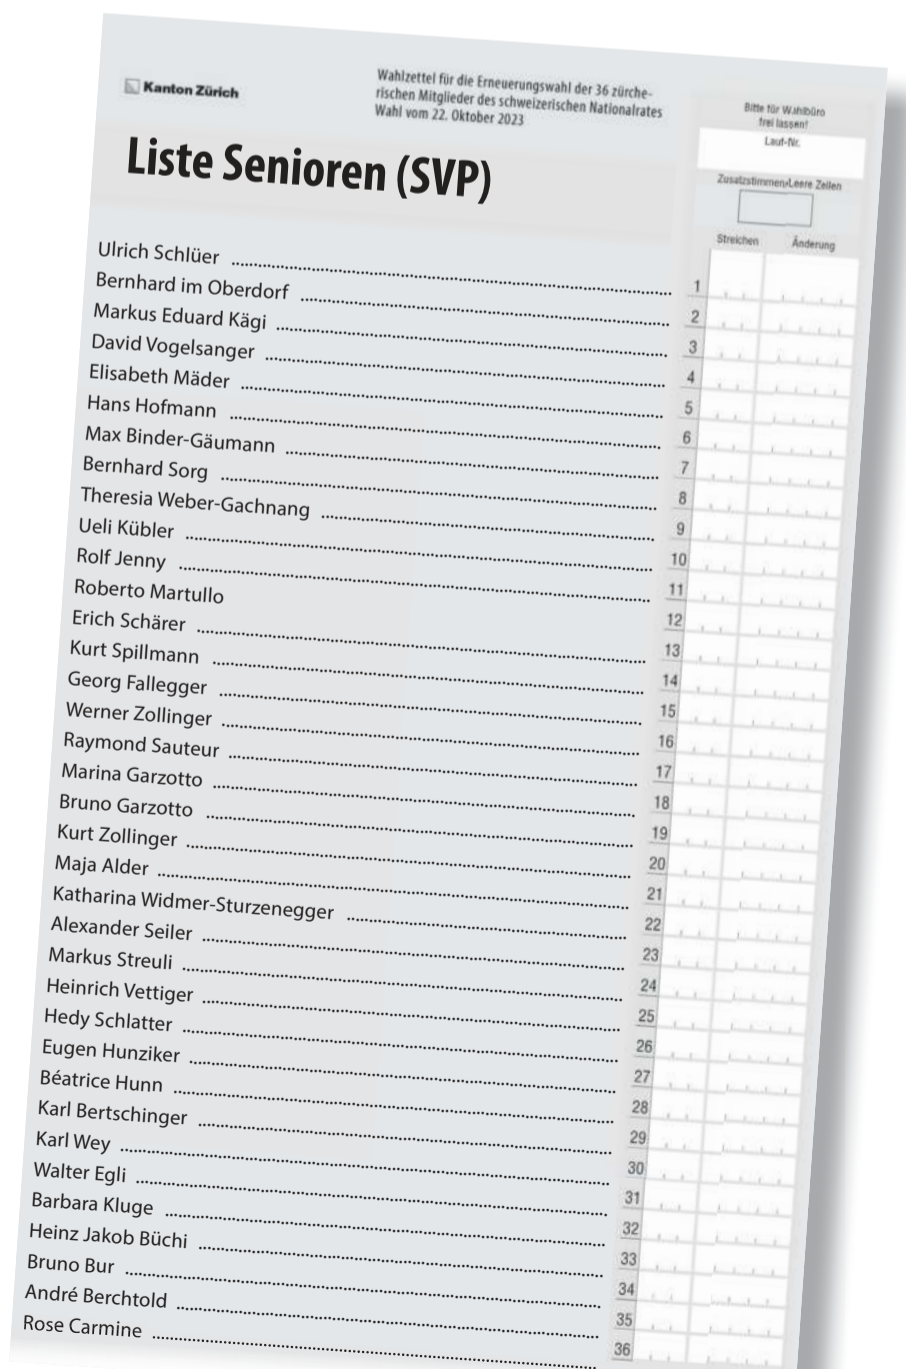 Kanton Zürich
Wahlzettel für die Erneuerungswahl der 36 zürche-
rischen Mitglieder des schweizerischen Nationalrates
Wahl vom 22. Oktober 2023
Bitte für Wahlbüro
frei lassen!
Lauf-Nr.
Liste Senioren (SVP)
Zusatzstimmen/Leere Zeilen
Streichen Änderung
Ulrich Schlüer 1
Bernhard im Oberdorf 2
Markus Eduard Kägi 3
David Vogelsanger 4
Elisabeth Mäder 5
Hans Hofmann 6
Max Binder-Gäumann 7
Bernhard Sorg 8
Theresia Weber-Gachnang 9
Ueli Kübler 10
Rolf Jenny 11
Roberto Martullo 12
Erich Schärer 13
Kurt Spillmann 14
Georg Fallegger 15
Werner Zollinger 16
Raymond Sauteur 17
Marina Garzotto 18
Bruno Garzotto 19
Kurt Zollinger 20
Maja Alder 21
Katharina Widmer-Sturzenegger 22
Alexander Seiler 23
Markus Streuli 24
Heinrich Vettiger 25
Hedy Schlatter 26
Eugen Hunziker 27
Béatrice Hunn 28
Karl Bertschinger 29
Karl Wey 30
Walter Egli 31
Barbara Kluge 32
Heinz Jakob Büchi 33
Bruno Bur 34
André Berchtold 35
Rose Carmine 36